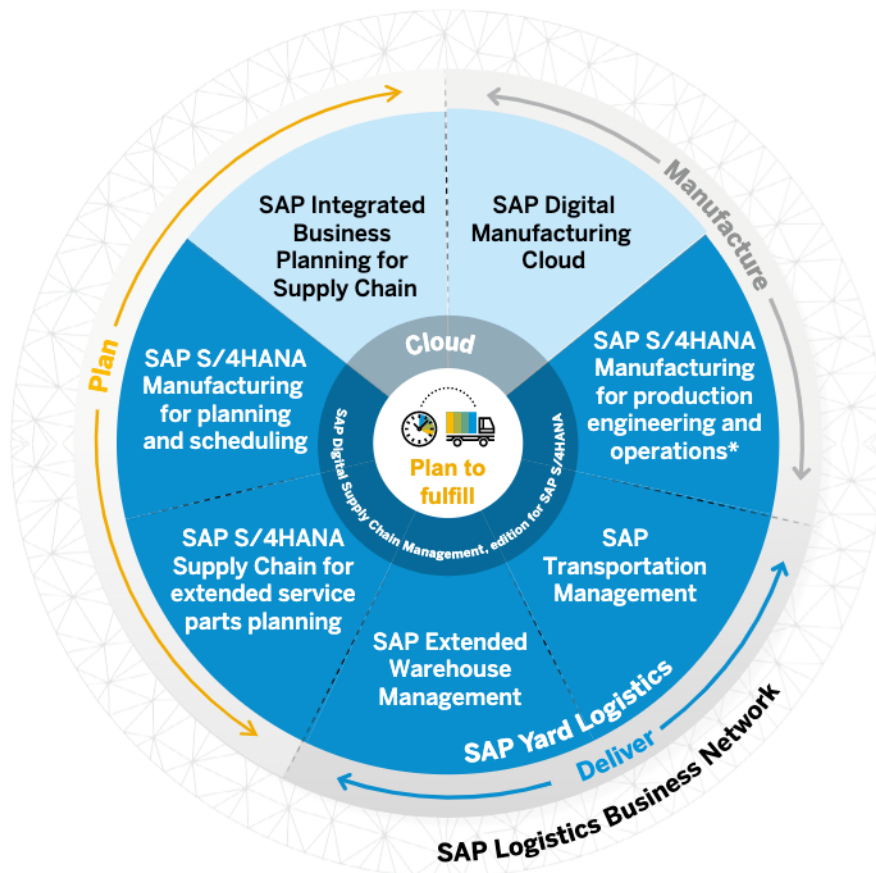 Plan
Manufacture
SAP Integrated
Business
Planning for
Supply Chain
SAP Digital
Manufacturing
Cloud
SAP S/4HANA
Manufacturing
for planning
and scheduling
Cloud
SAP S/4HANA
Manufacturing
for production
engineering and
operations*
Plan to
fulfill
SAP Digital Supply Chain Management, edition for SAP S/4HANA
SAP S/4HANA
Supply Chain for
extended service
parts planning
SAP
Transportation
Management
SAP Extended
Warehouse
Management
SAP Yard Logistics
Deliver
SAP Logistics Business Network